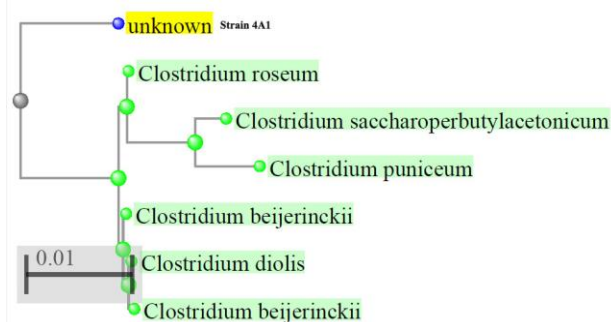 unknown Strain 4A1
Clostridium roseum
Clostridium saccharoperbutylacetonicum
Clostridium puniceum
Clostridium beijerinckii
0.01
Clostridium diolis
Clostridium beijerinckii